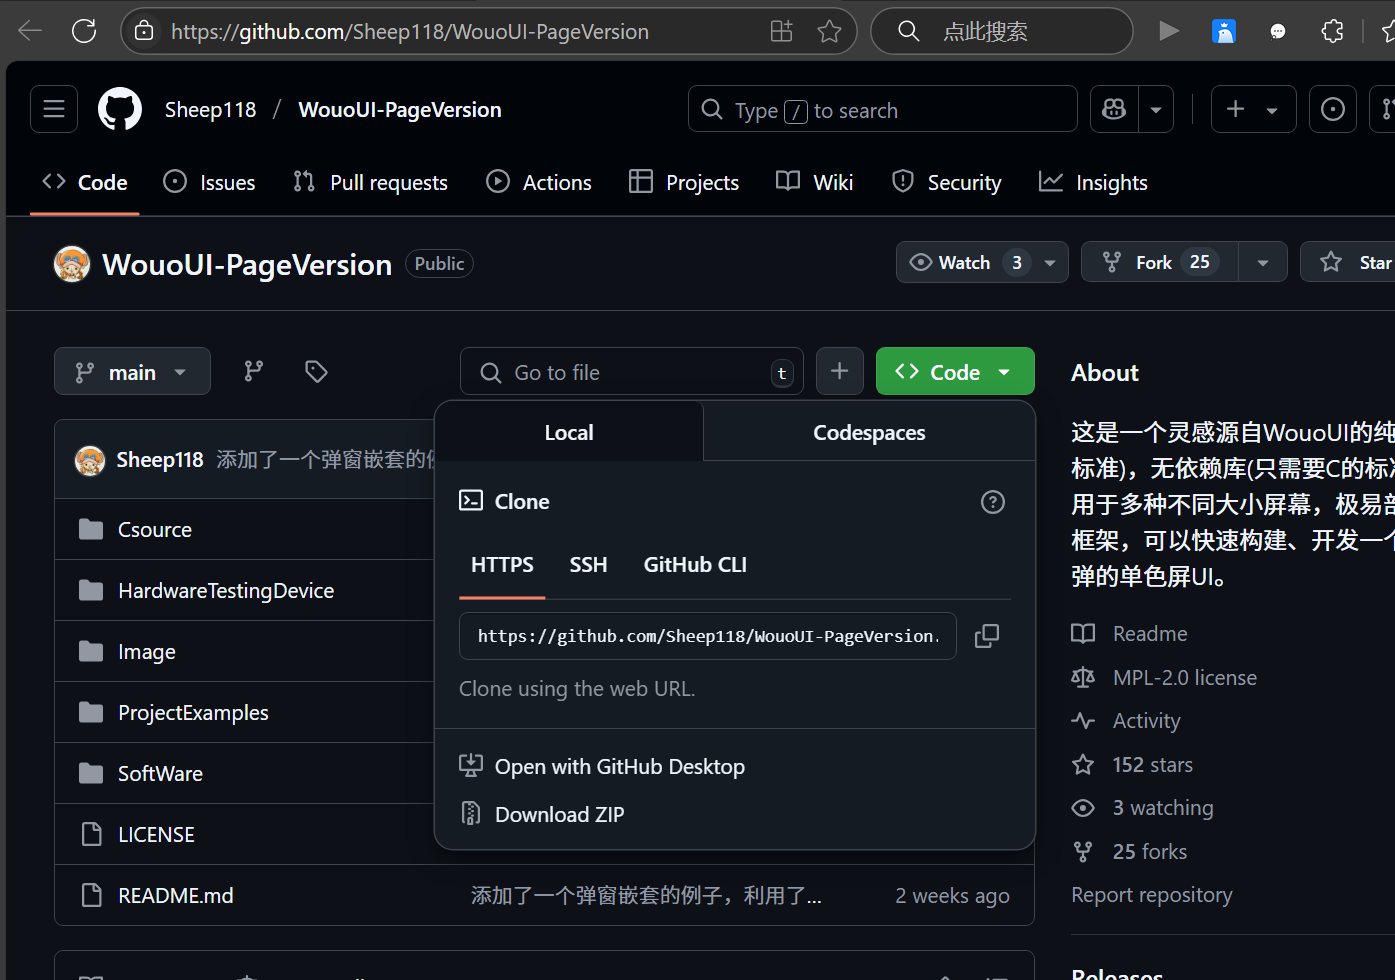 https://github.com/Sheep118/WouoUI-PageVersion
点此搜索
Sheep118 / WouoUI-PageVersion
Type / to search
Code
Issues
Pull requests
Actions
Projects
Wiki
Security
Insights
WouoUI-PageVersion
Public
Watch 3
Fork 25
Star
main
Go to file
t
Code
About
Local
Codespaces
这是一个灵感源自WouoUI的纯
标准)，无依赖库(只需要C的标
用于多种不同大小屏幕，极易
框架，可以快速构建、开发一个
弹的单色屏UI。
Sheep118 添加了一个弹窗嵌套的
Clone
HTTPS
SSH
GitHub CLI
https://github.com/Sheep118/WouoUI-PageVersion.
Clone using the web URL.
Open with GitHub Desktop
Download ZIP
Csource
HardwareTestingDevice
Image
ProjectExamples
SoftWare
LICENSE
README.md
添加了一个弹窗嵌套的例子，利用了...
2 weeks ago
Readme
MPL-2.0 license
Activity
152 stars
3 watching
25 forks
Report repository
Releases